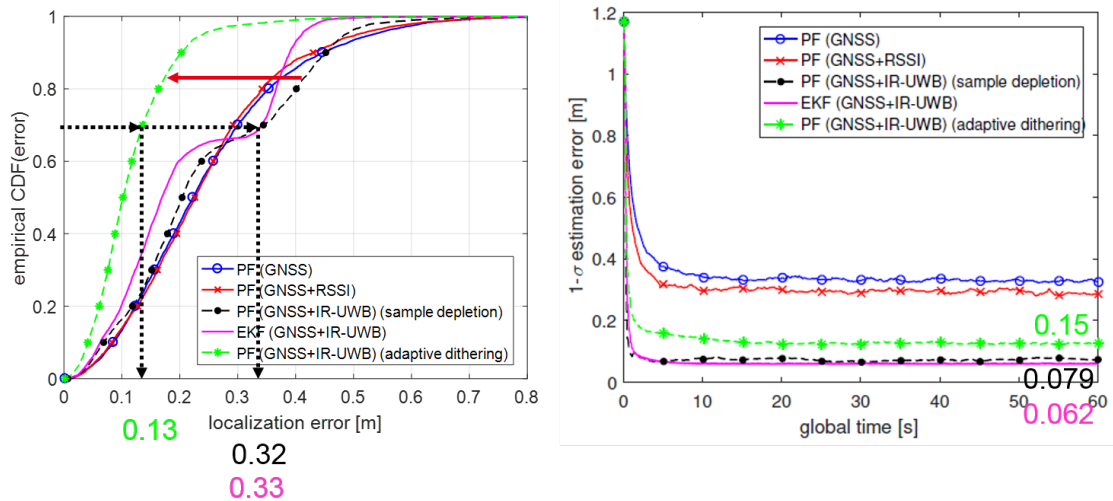 empirical CDF(error)
1
0.8
0.6
0.4
0.2
0
PF (GNSS)
PF (GNSS+RSSI)
PF (GNSS+IR-UWB) (sample depletion)
EKF (GNSS+IR-UWB)
PF (GNSS+IR-UWB) (adaptive dithering)
0 0.1 0.2 0.3 0.4 0.5 0.6 0.7 0.8
localization error [m]
0.13
0.32
0.33
1-σ estimation error [m]
1.2
1
0.8
0.6
0.4
0.2
0
PF (GNSS)
PF (GNSS+RSSI)
PF (GNSS+IR-UWB) (sample depletion)
EKF (GNSS+IR-UWB)
PF (GNSS+IR-UWB) (adaptive dithering)
0.15
0.079
0.062
0 10 20 30 40 50 60
global time [s]